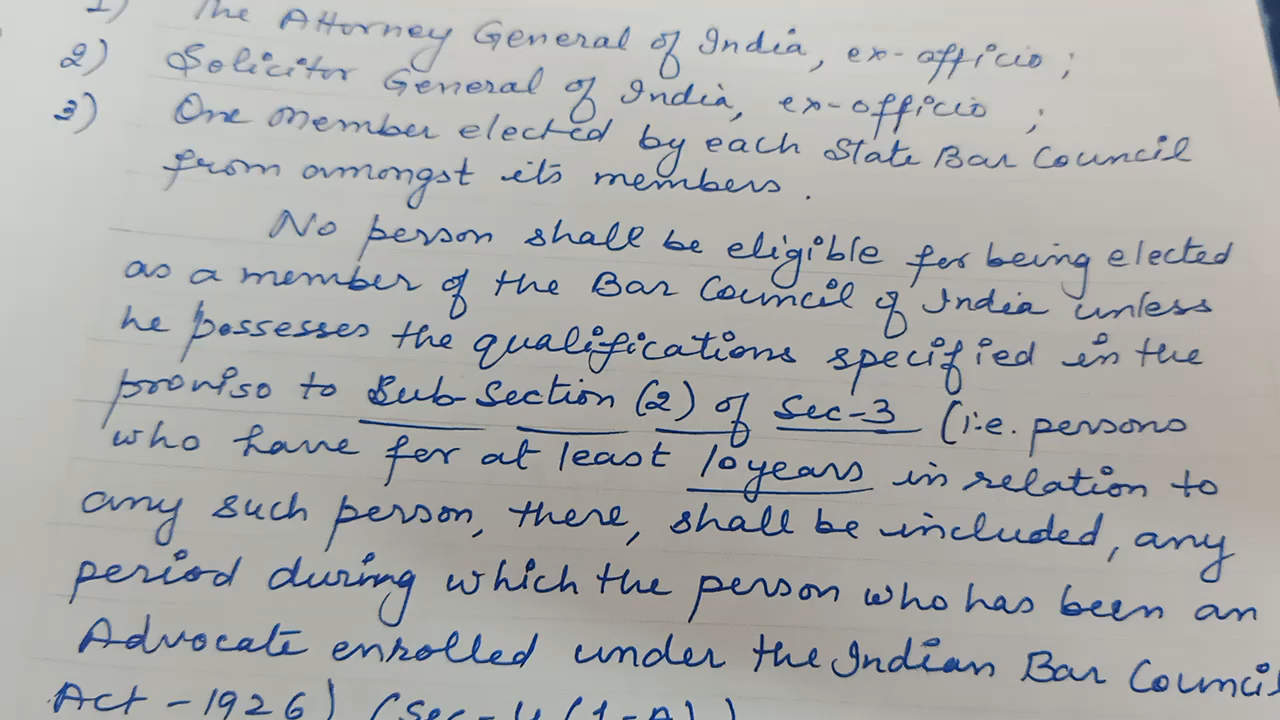 1) The Attorney General of India, ex-officio ;
2) Solicitor General of India, ex-officio ;
3) One member elected by each State Bar Council
from amongst its members .
No person shall be eligible for being elected
as a member of the Bar Council of India unless
he possesses the qualifications specified in the
proviso to Sub-Section (2) of Sec-3 (i.e. persons
who have for at least 10 years in relation to
any such person, there, shall be included, any
period during which the person who has been an
Advocate enrolled under the Indian Bar Council
Act - 1926) (Sec-4 (1-A))